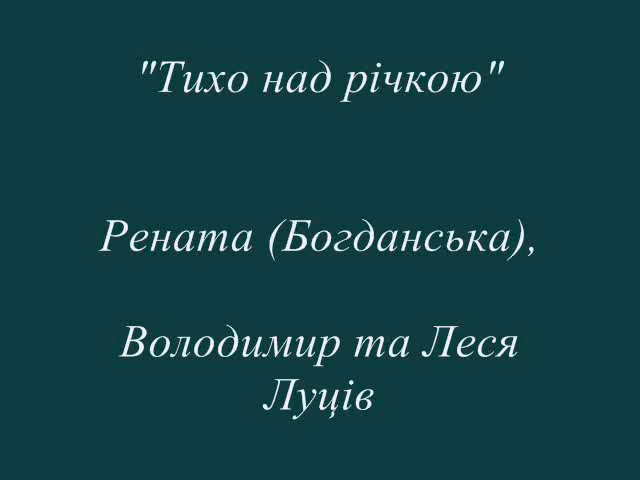 "Тихо над річкою"
Рената (Богданська),
Володимир та Леся
Луців